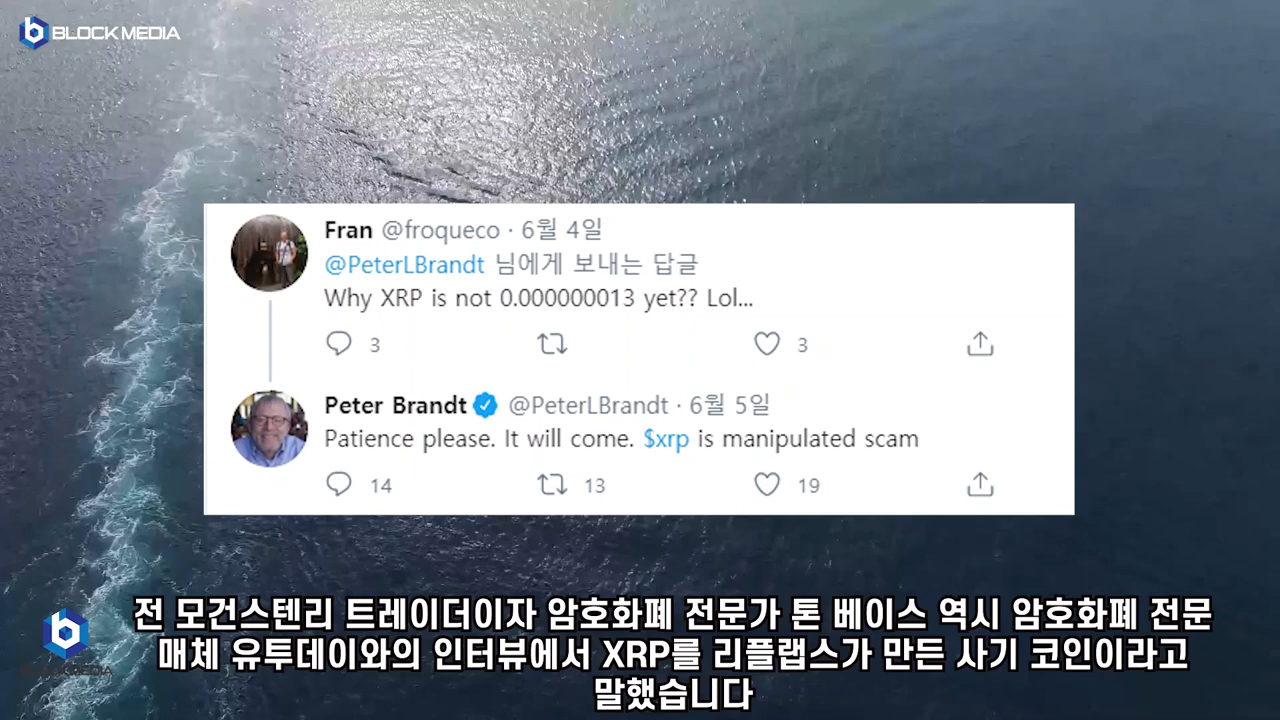 BLOCK MEDIA
Fran @froqueco · 6월 4일
@PeterLBrandt 님에게 보내는 답글
Why XRP is not 0.000000013 yet?? Lol...
3 3
Peter Brandt @PeterLBrandt · 6월 5일
Patience please. It will come. $xrp is manipulated scam
14 13 19
전 모건스텐리 트레이더이자 암호화폐 전문가 톤 베이스 역시 암호화폐 전문
매체 유투데이와의 인터뷰에서 XRP를 리플랩스가 만든 사기 코인이라고
말했습니다